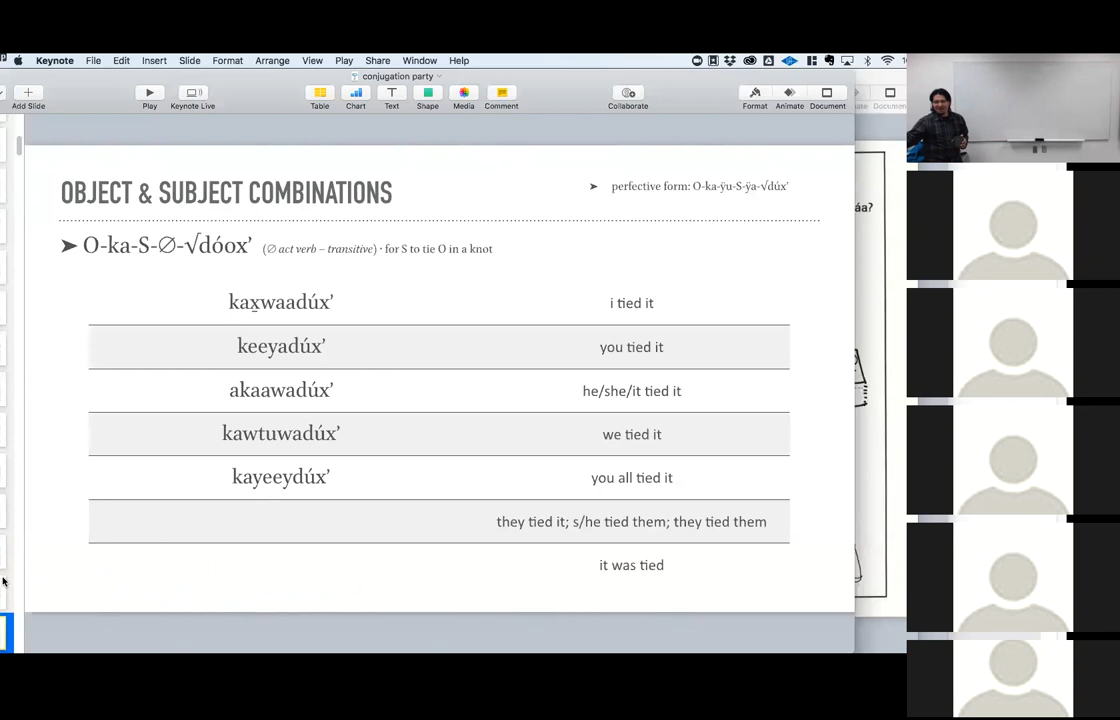 Keynote File Edit Insert Slide Format Arrange View Play Share Window Help
conjugation party
Add Slide Play Keynote Live Table Chart Text Shape Media Comment Collaborate Format Animate Document
OBJECT & SUBJECT COMBINATIONS
➤ perfective form: O-ka-ÿu-S-ÿa-√dúx’
➤ O-ka-S-∅-√dóox’ (∅ act verb – transitive) · for S to tie O in a knot
áa?
kax̱waadúx’ i tied it
keeyadúx’ you tied it
akaawadúx’ he/she/it tied it
kawtuwadúx’ we tied it
kayeeydúx’ you all tied it
they tied it; s/he tied them; they tied them
it was tied